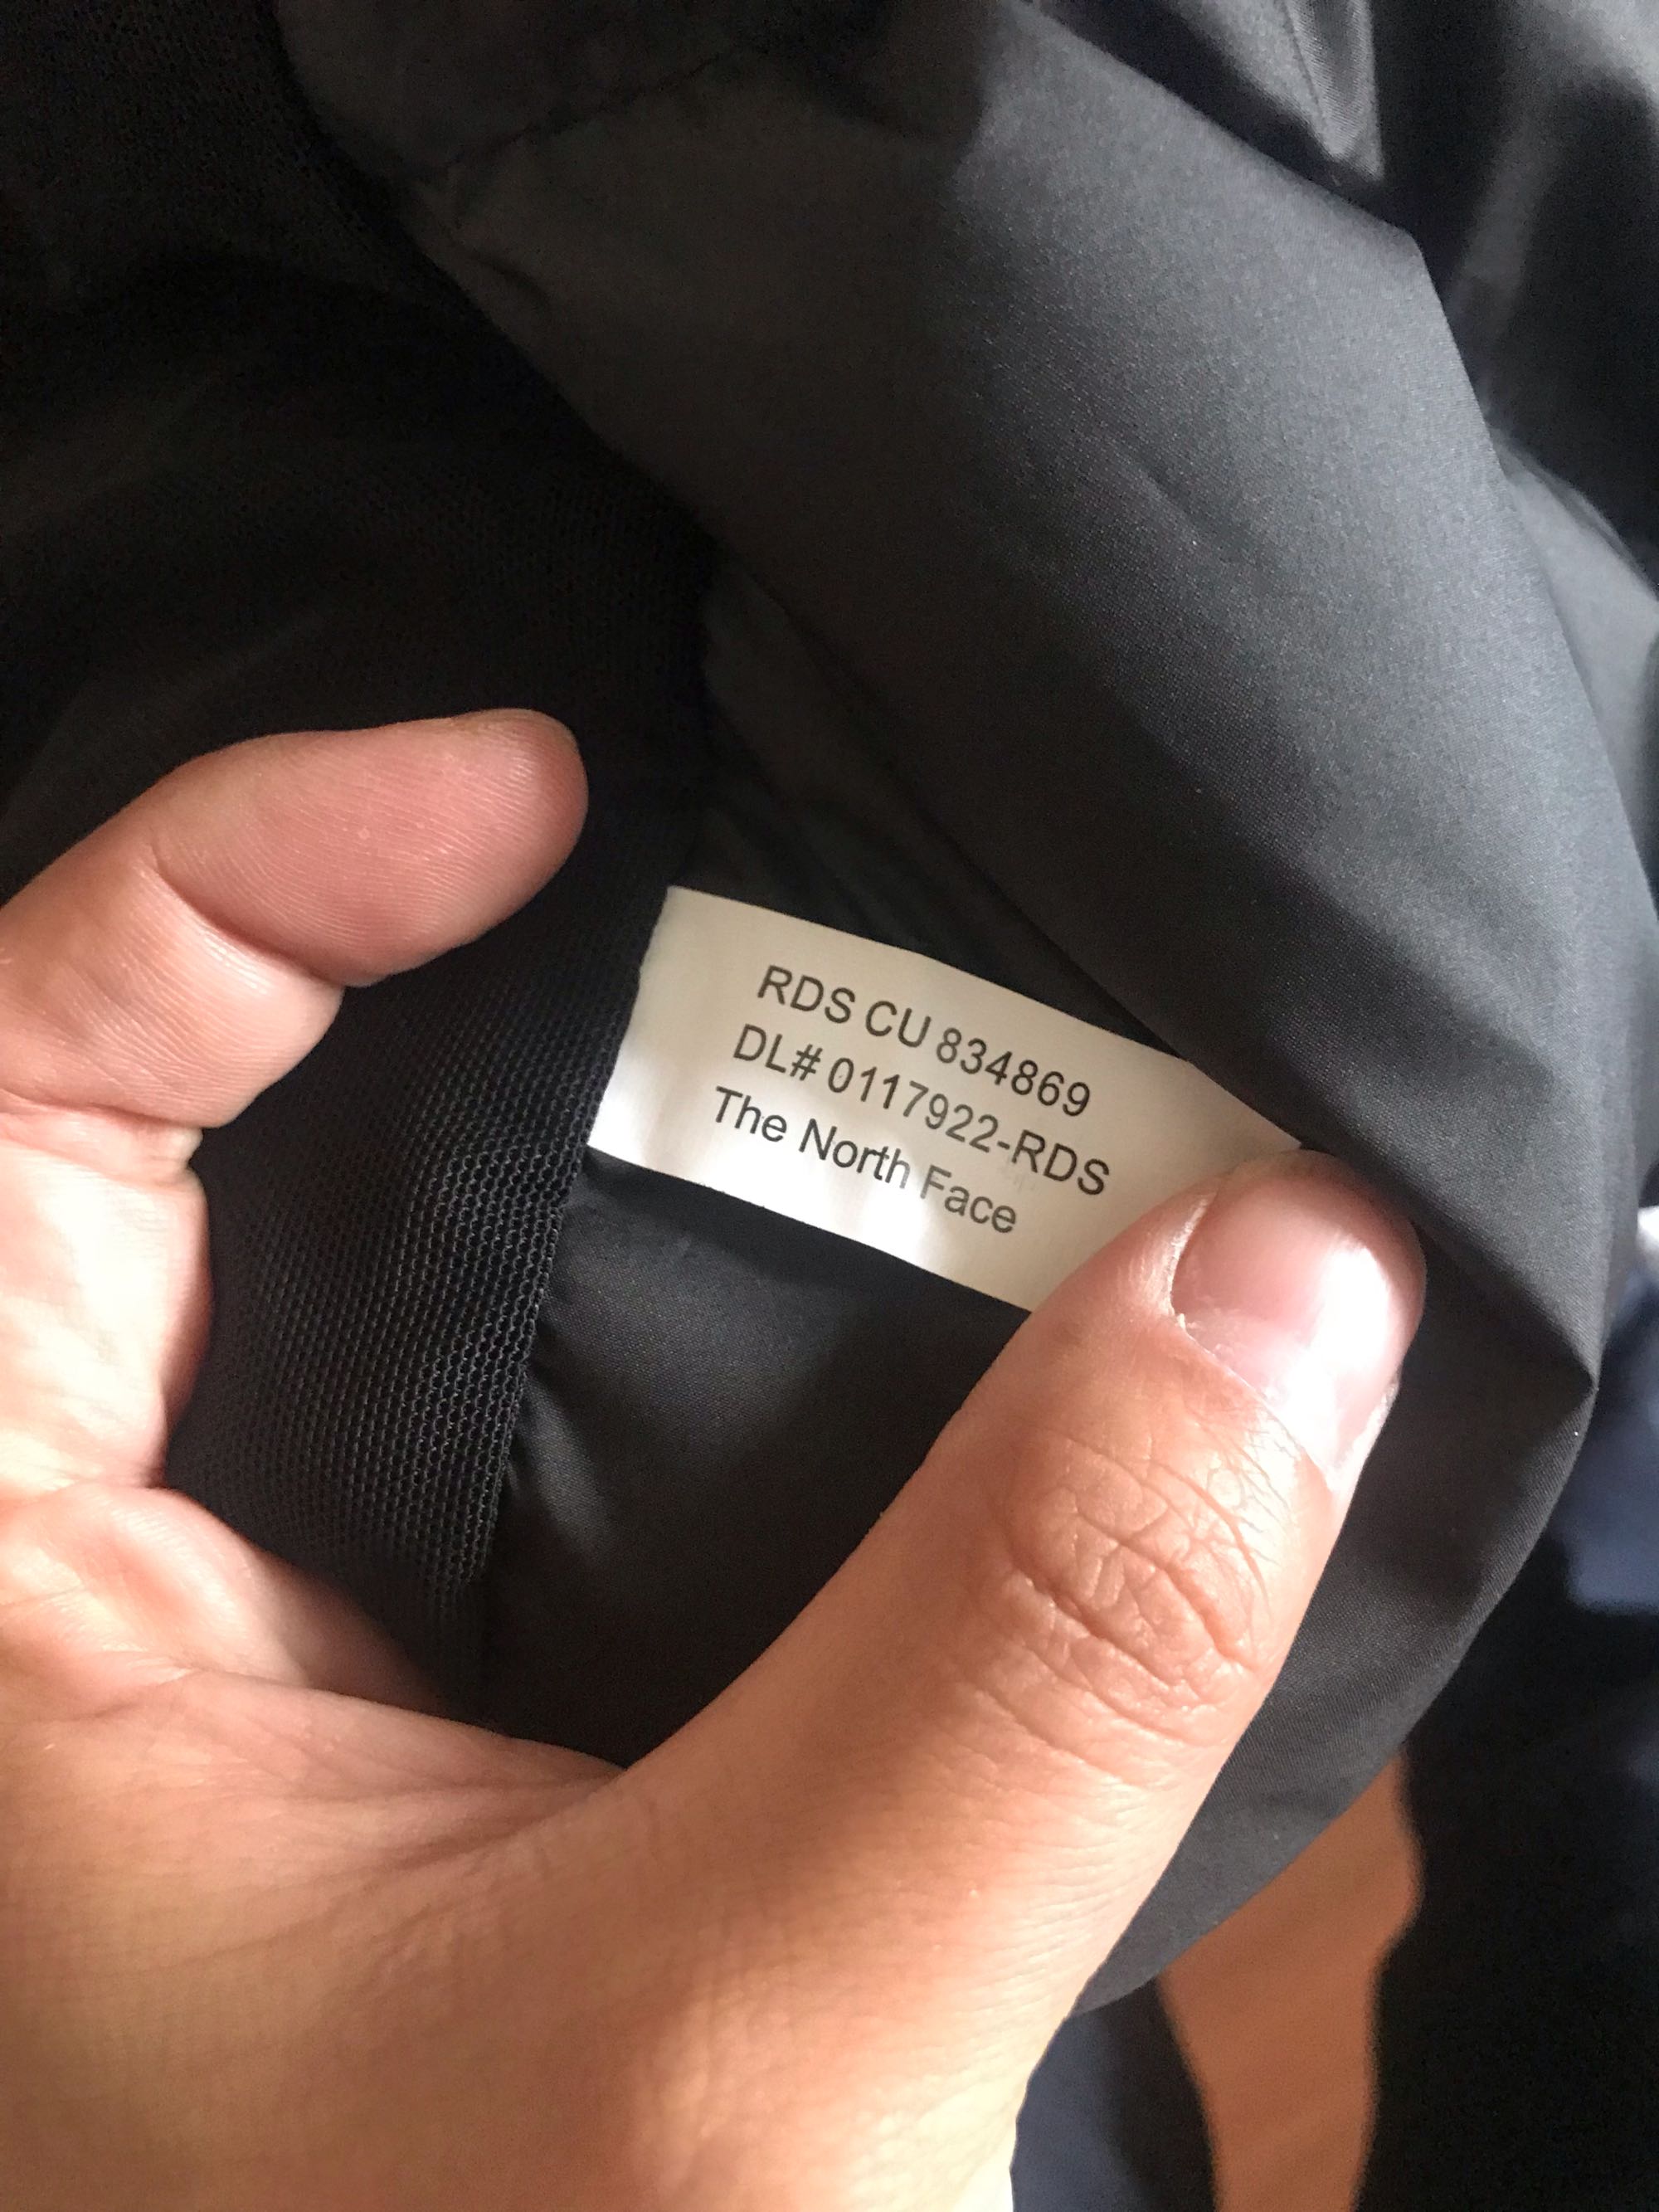 RDS CU 834869
DL# 0117922-RDS
The North Face